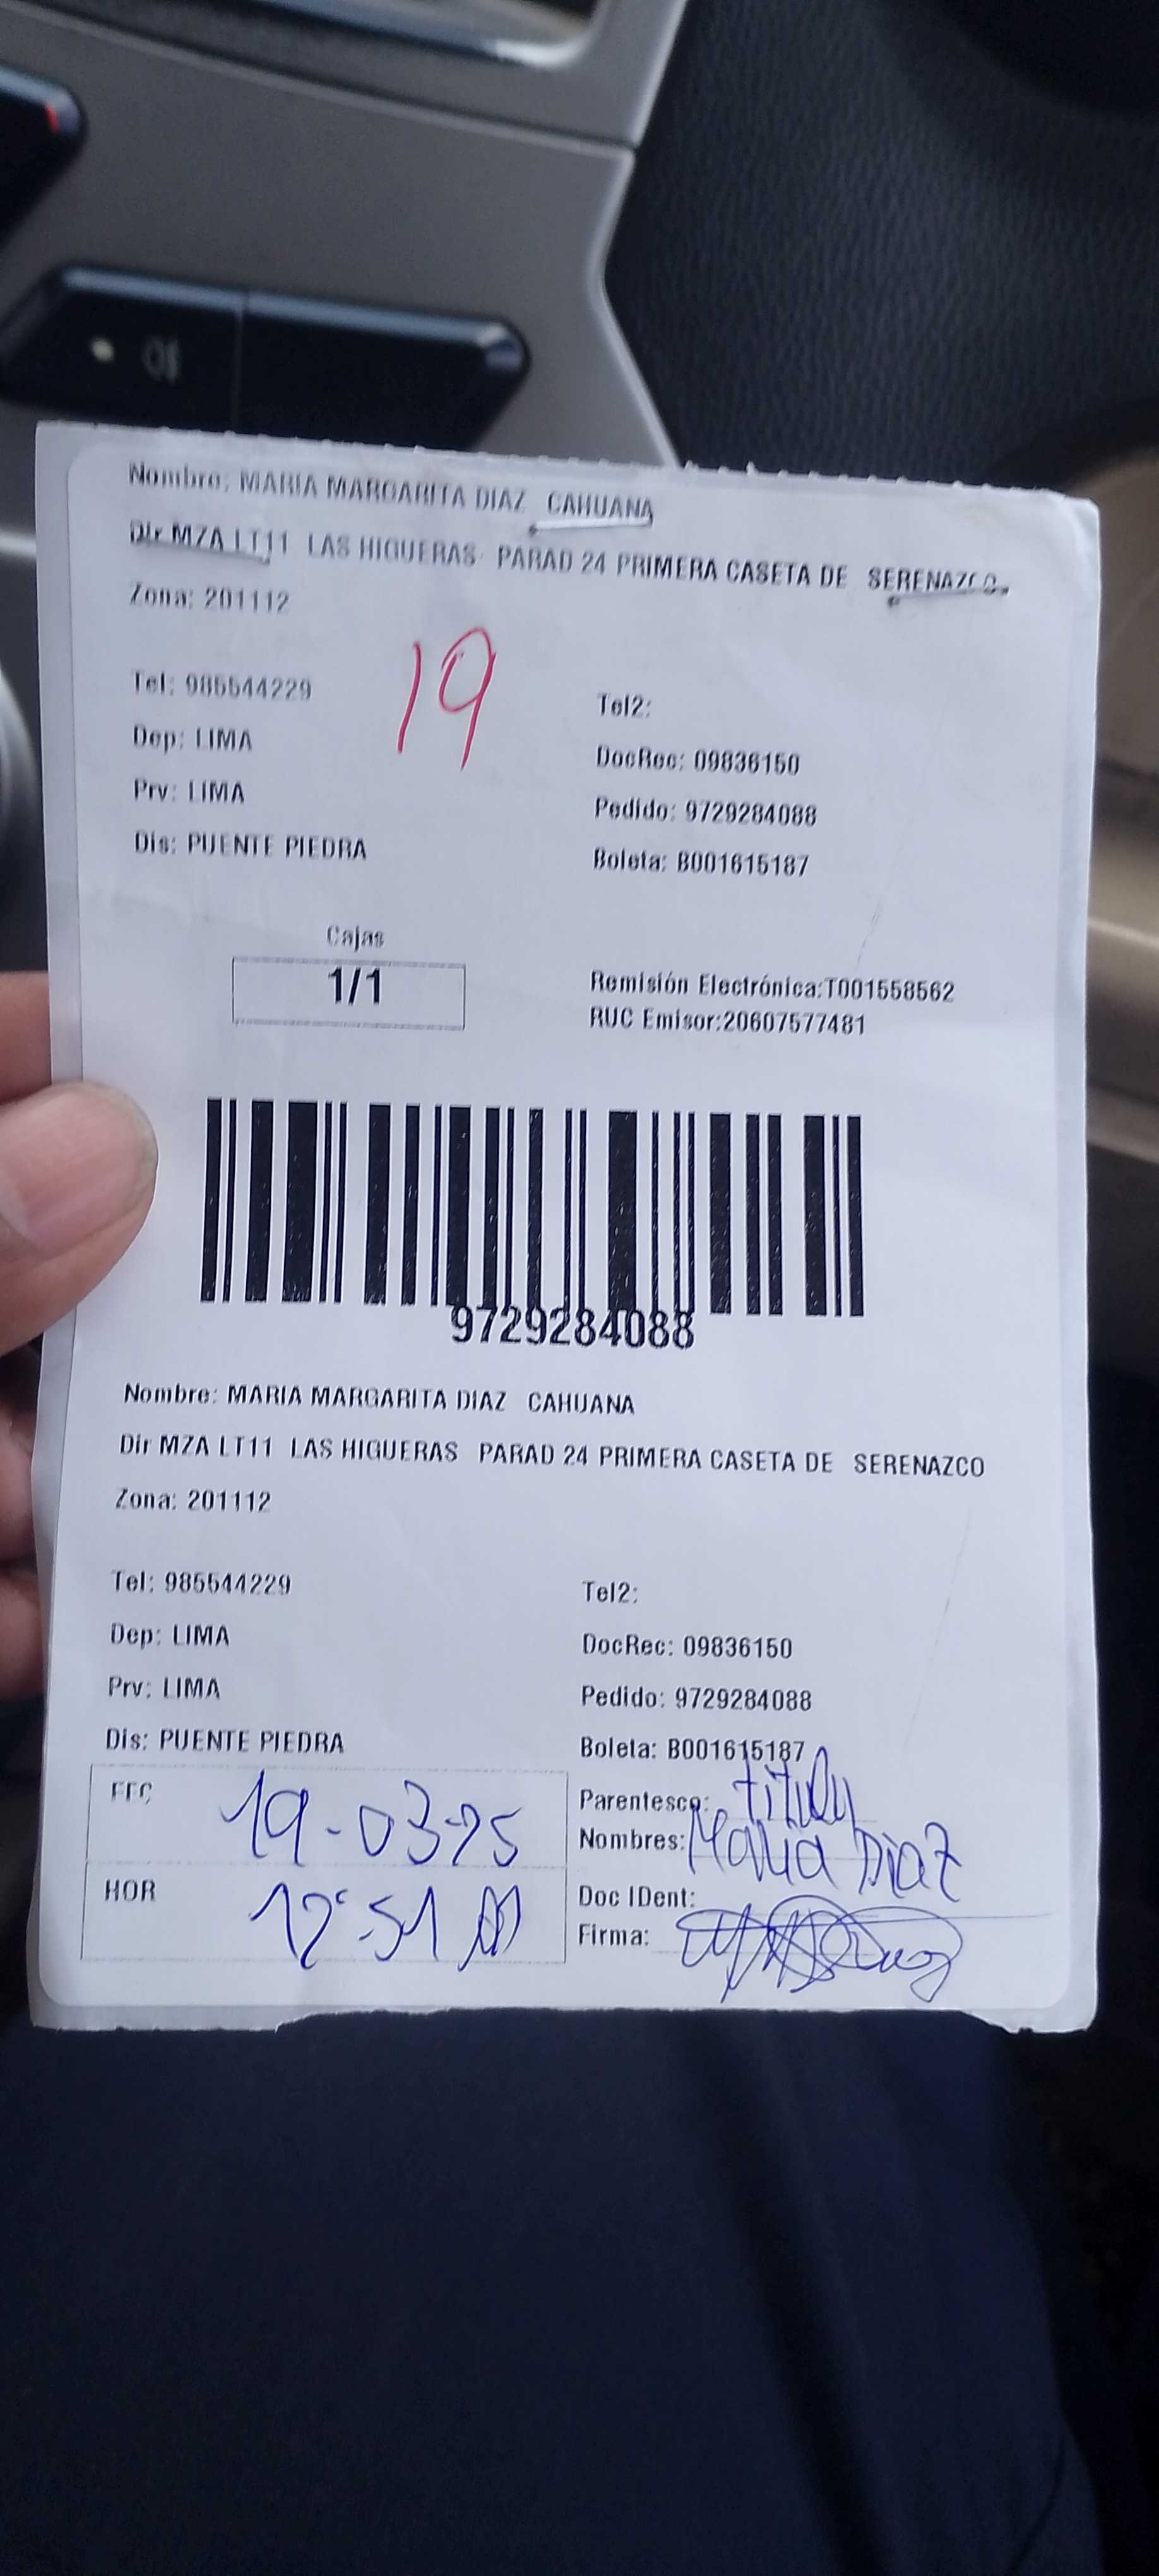 Nombre: MARIA MARGARITA DIAZ CAHUANA
Dir MZA LT11 LAS HIGUERAS PARAD 24 PRIMERA CASETA DE SERENAZCO
Zona: 201112
19
Tel: 985544229
Tel2:
Dep: LIMA
DocRec: 09836150
Prv: LIMA
Pedido: 9729284088
Dis: PUENTE PIEDRA
Boleta: B001615187
Cajas
1/1
Remisión Electrónica:T001558562
RUC Emisor:20607577481
9729284088
Nombre: MARIA MARGARITA DIAZ CAHUANA
Dir MZA LT11 LAS HIGUERAS PARAD 24 PRIMERA CASETA DE SERENAZCO
Zona: 201112
Tel: 985544229
Tel2:
Dep: LIMA
DocRec: 09836150
Prv: LIMA
Pedido: 9729284088
Dis: PUENTE PIEDRA
Boleta: B001615187
FEC 19-03-25
Parentesco:
Nombres: Maria Diaz
HOR 12:51
Doc IDent:
Firma: